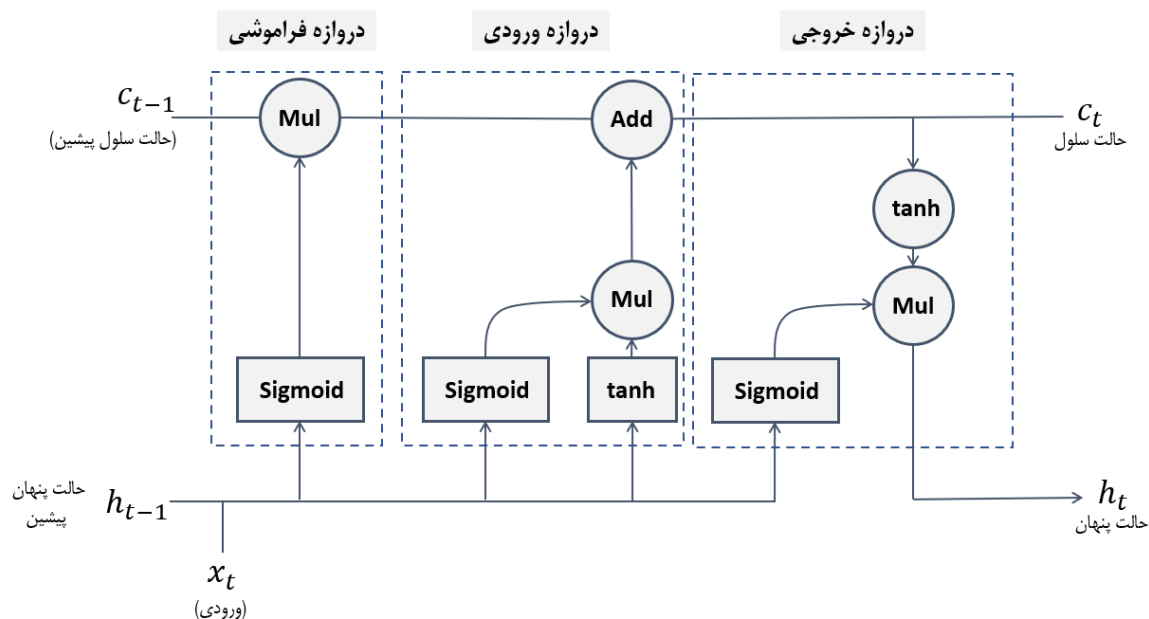 دروازه فراموشی
دروازه ورودی
دروازه خروجی
c_{t-1}
(حالت سلول پیشین)
Mul
Add
c_t
حالت سلول
tanh
Mul
Mul
Sigmoid
Sigmoid
tanh
Sigmoid
حالت پنهان
پیشین
h_{t-1}
h_t
حالت پنهان
x_t
(ورودی)